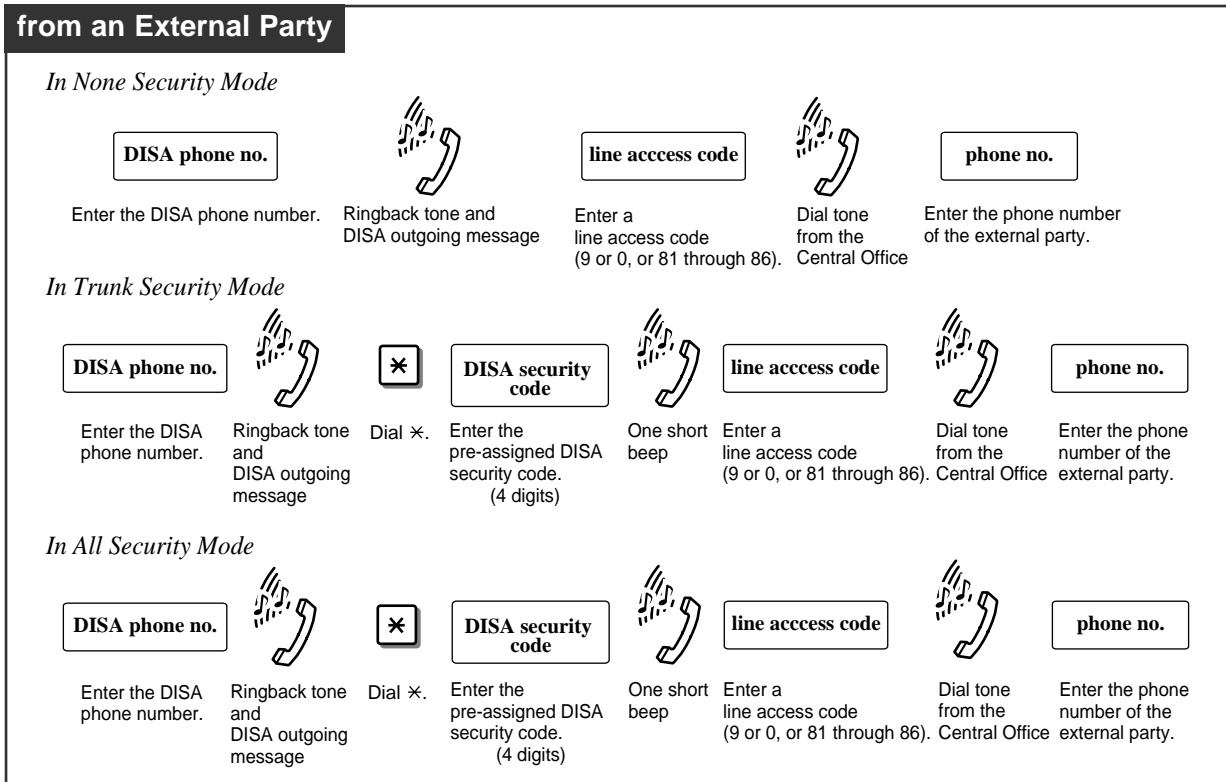 from an External Party
In None Security Mode
DISA phone no.
line acccess code
phone no.
Enter the DISA phone number.
Ringback tone and
DISA outgoing message
Enter a
line access code
(9 or 0, or 81 through 86).
Dial tone
from the
Central Office
Enter the phone number
of the external party.
In Trunk Security Mode
DISA phone no.
DISA security
code
line acccess code
phone no.
Enter the DISA
phone number.
Ringback tone
and
DISA outgoing
message
Dial ✕.
Enter the
pre-assigned DISA
security code.
(4 digits)
One short
beep
Enter a
line access code
(9 or 0, or 81 through 86).
Dial tone
from the
Central Office
Enter the phone
number of the
external party.
In All Security Mode
DISA phone no.
DISA security
code
line acccess code
phone no.
Enter the DISA
phone number.
Ringback tone
and
DISA outgoing
message
Dial ✕.
Enter the
pre-assigned DISA
security code.
(4 digits)
One short
beep
Enter a
line access code
(9 or 0, or 81 through 86).
Dial tone
from the
Central Office
Enter the phone
number of the
external party.